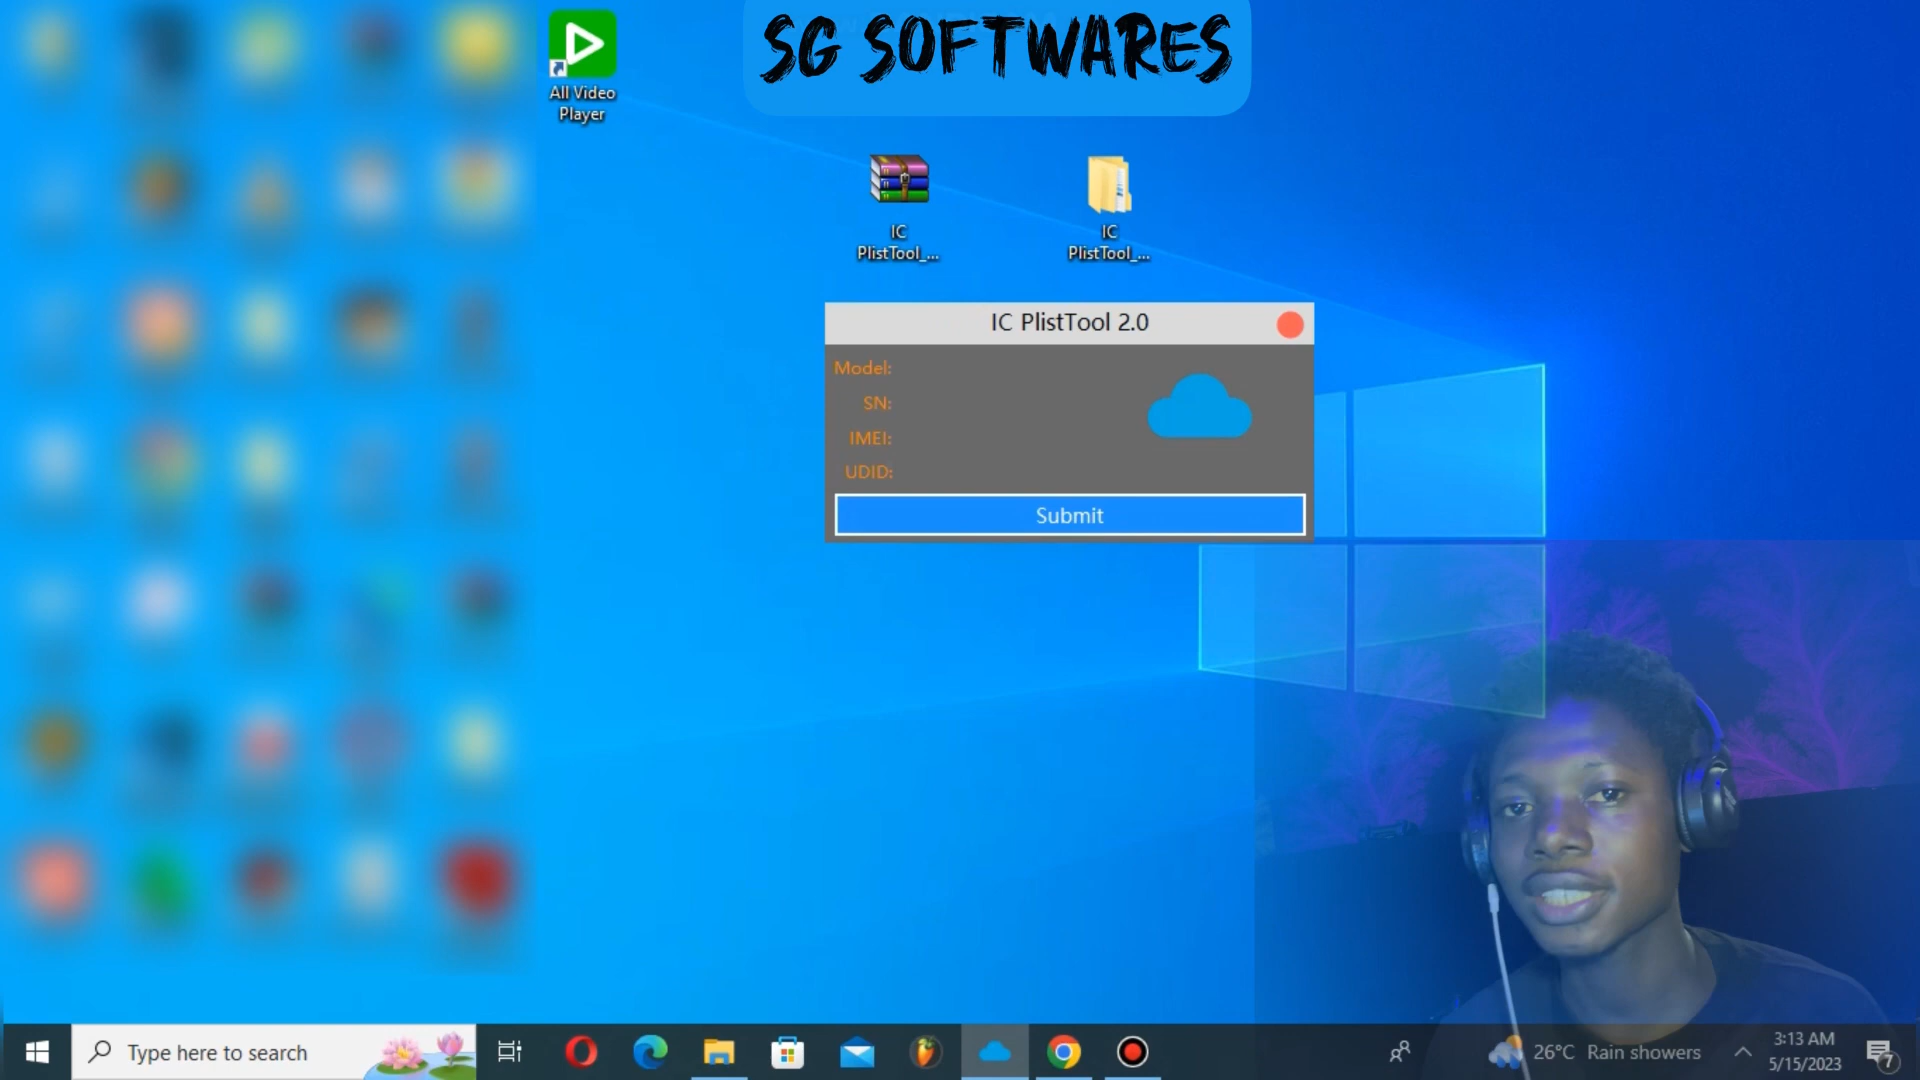 SG SOFTWARES
All Video
Player
IC
PlistTool_...
IC
PlistTool_...
IC PlistTool 2.0
Model:
SN:
IMEI:
UDID:
Submit
Type here to search
26°C Rain showers
3:13 AM
5/15/2023
7